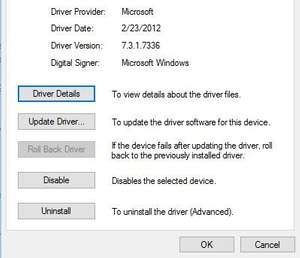 Driver Provider: Microsoft
Driver Date: 2/23/2012
Driver Version: 7.3.1.7336
Digital Signer: Microsoft Windows
Driver Details To view details about the driver files.
Update Driver... To update the driver software for this device.
Roll Back Driver If the device fails after updating the driver, roll
back to the previously installed driver.
Disable Disables the selected device.
Uninstall To uninstall the driver (Advanced).
OK Cancel